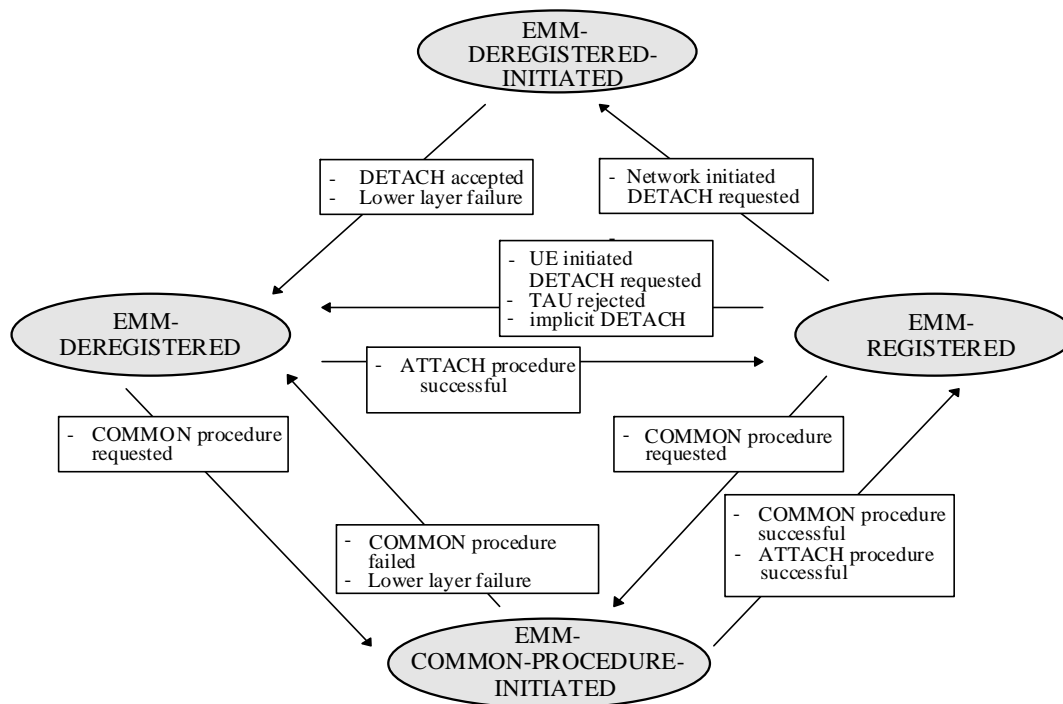 EMM-
DEREGISTERED-
INITIATED
- DETACH accepted
- Lower layer failure
- Network initiated
DETACH requested
- UE initiated
DETACH requested
- TAU rejected
- implicit DETACH
EMM-
DEREGISTERED
EMM-
REGISTERED
- ATTACH procedure
successful
- COMMON procedure
requested
- COMMON procedure
requested
- COMMON procedure
failed
- Lower layer failure
- COMMON procedure
successful
- ATTACH procedure
successful
EMM-
COMMON-PROCEDURE-
INITIATED